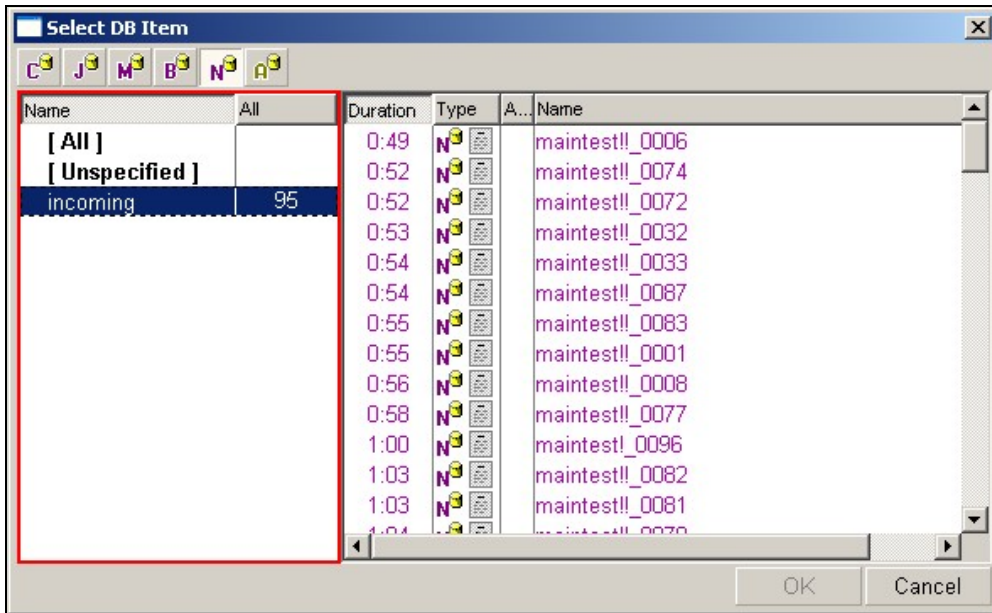 Select DB Item
C J M B N A
Name All
[ All ]
[ Unspecified ]
incoming 95
Duration Type A... Name
0:49 N maintest!!_0006
0:52 N maintest!!_0074
0:52 N maintest!!_0072
0:53 N maintest!!_0032
0:54 N maintest!!_0033
0:54 N maintest!!_0087
0:55 N maintest!!_0083
0:55 N maintest!!_0001
0:56 N maintest!!_0008
0:58 N maintest!!_0077
1:00 N maintest!_0096
1:03 N maintest!!_0082
1:03 N maintest!!_0081
OK Cancel